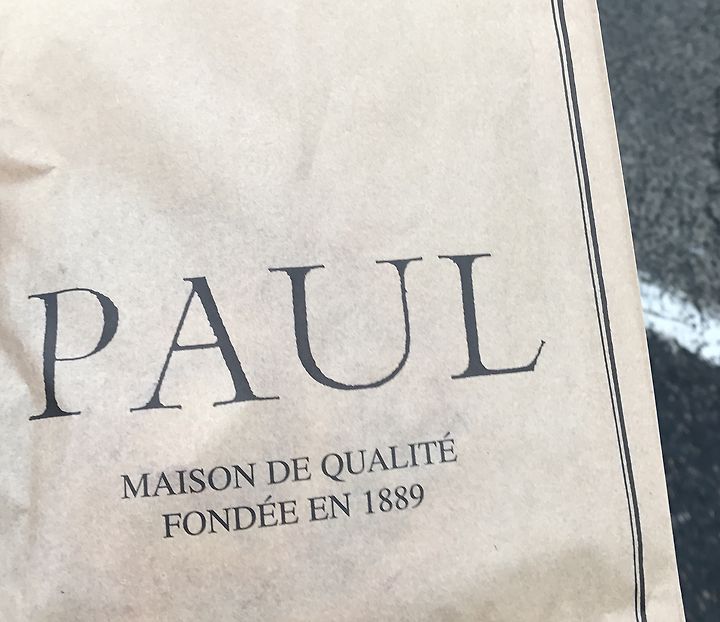 PAUL
MAISON DE QUALITÉ
FONDÉE EN 1889